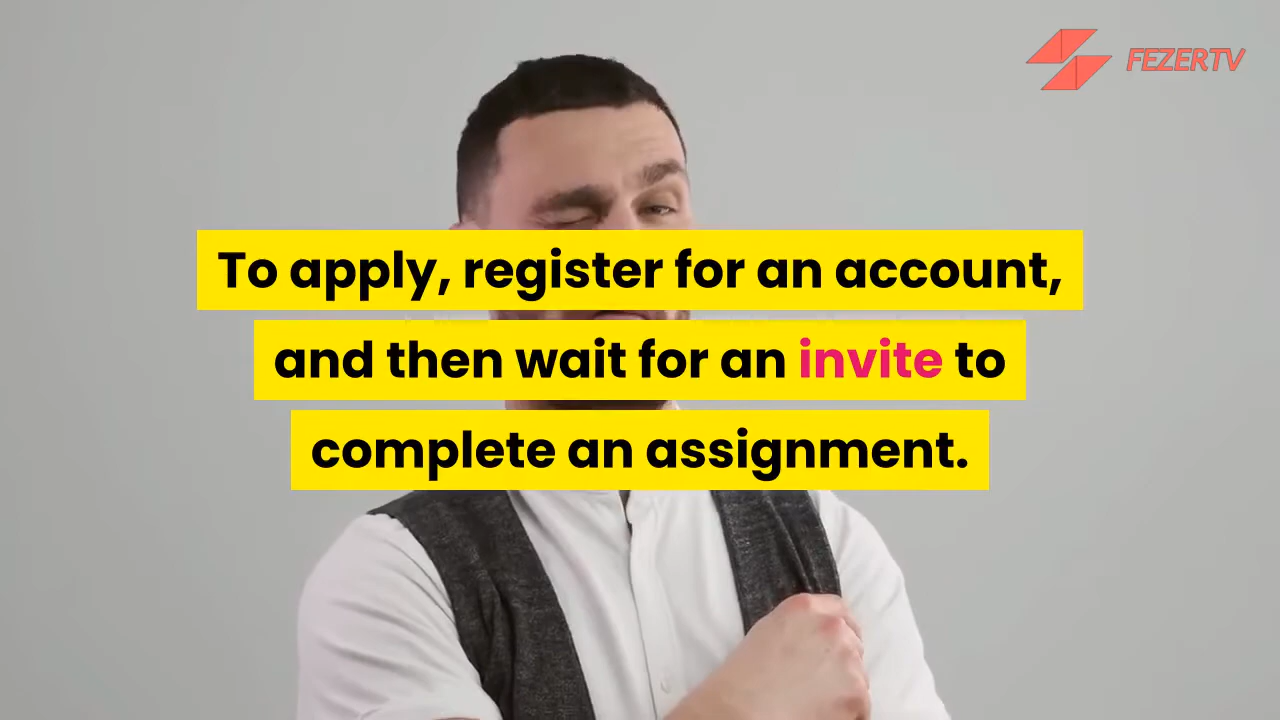 FEZERTV
To apply, register for an account,
and then wait for an invite to
complete an assignment.